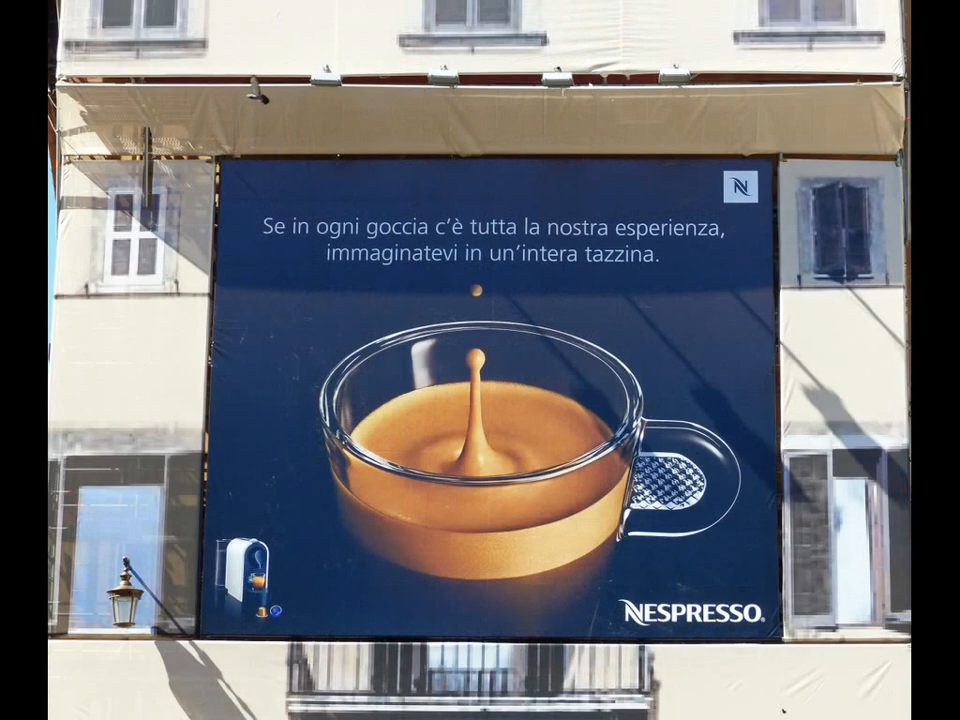 N
Se in ogni goccia c'è tutta la nostra esperienza,
immaginatevi in un'intera tazzina.
NESPRESSO®